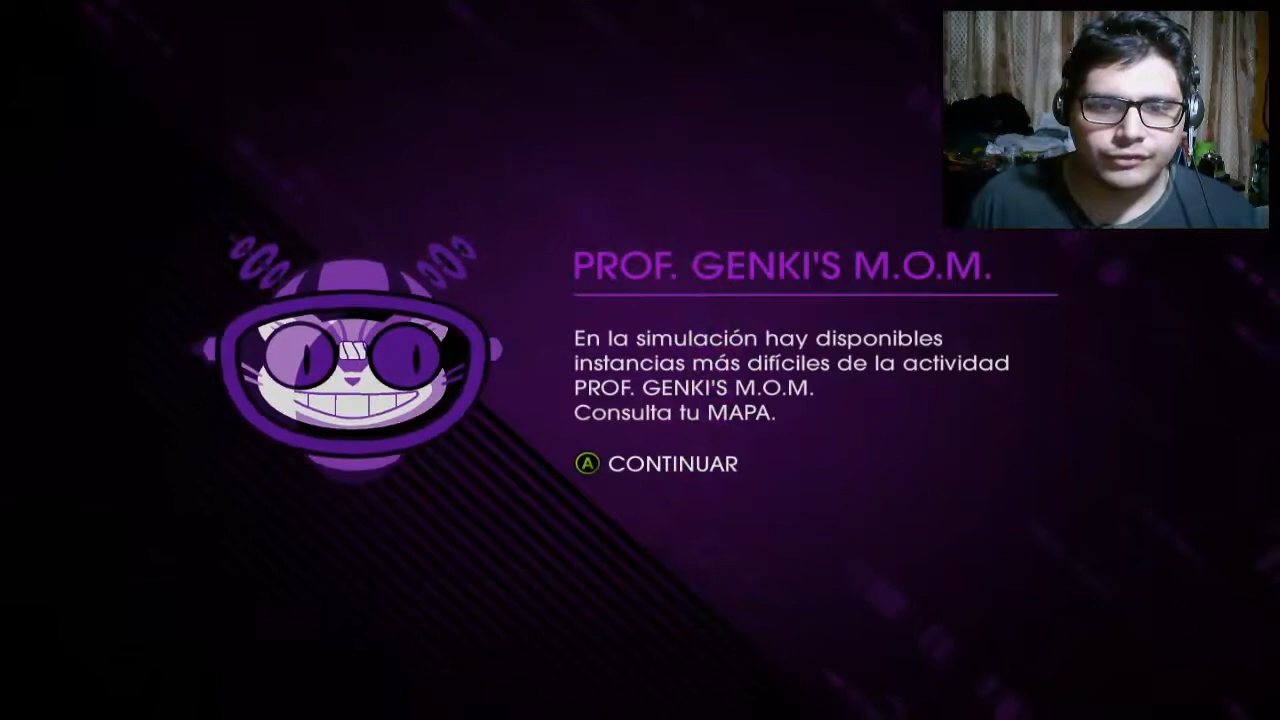 PROF. GENKI'S M.O.M.
En la simulación hay disponibles
instancias más difíciles de la actividad
PROF. GENKI'S M.O.M.
Consulta tu MAPA.
A CONTINUAR